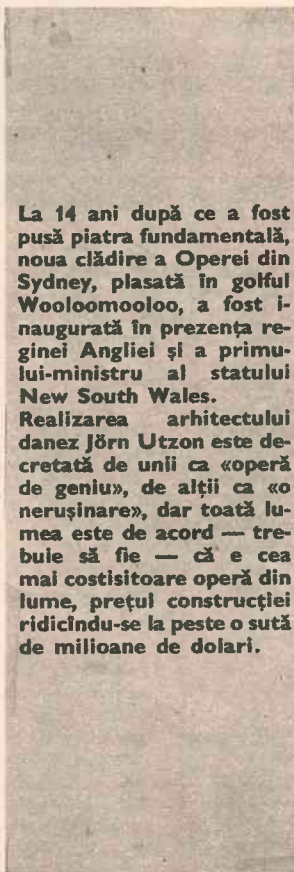 La 14 ani după ce a fost
pusă piatra fundamentală,
noua clădire a Operei din
Sydney, plasată în golful
Wooloomooloo, a fost i-
naugurată în prezența re-
ginei Angliei și a primu-
lui-ministru al statului
New South Wales.
Realizarea arhitectului
danez Jörn Utzon este de-
cretată de unii ca «operă
de geniu», de alții ca «o
nerușinare», dar toată lu-
mea este de acord — tre-
buie să fie — că e cea
mai costisitoare operă din
lume, prețul construcției
ridicîndu-se la peste o sută
de milioane de dolari.